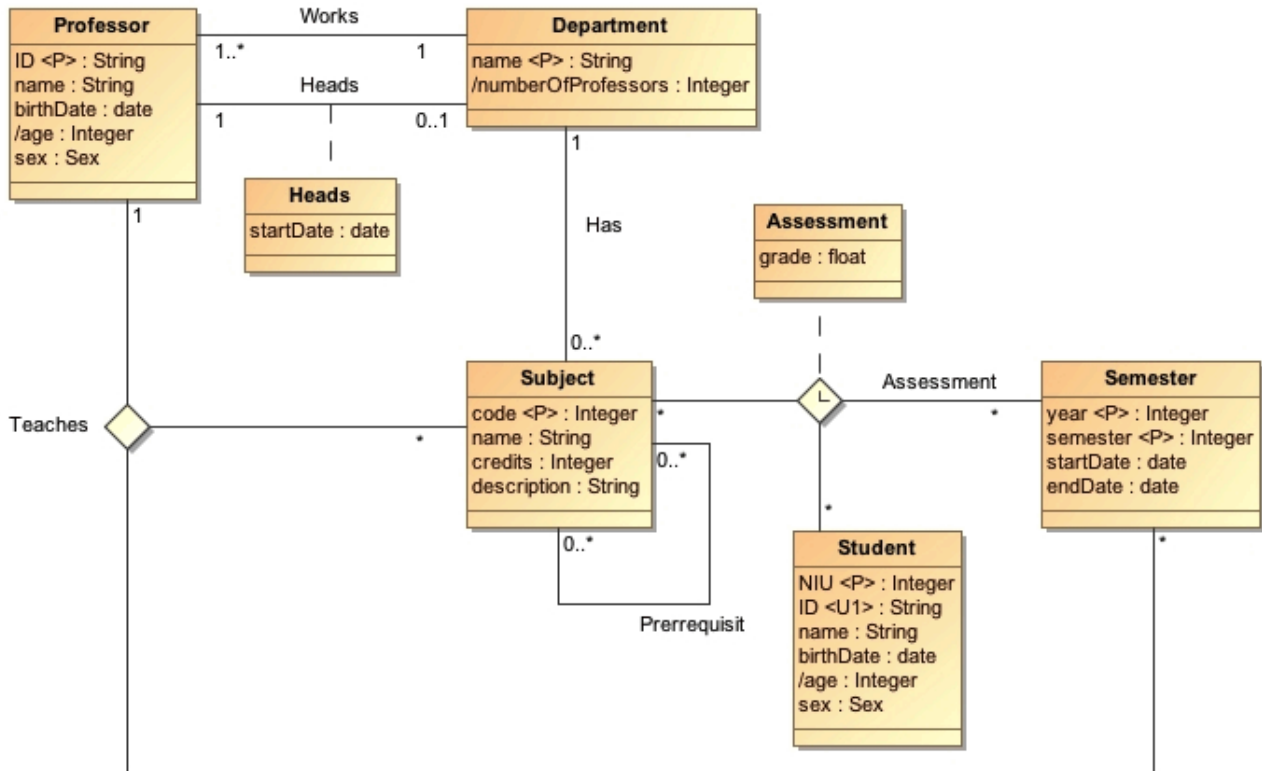 Professor
ID <P> : String
name : String
birthDate : date
/age : Integer
sex : Sex
Works
1..*
1
Heads
1
0..1
Department
name <P> : String
/numberOfProfessors : Integer
Heads
startDate : date
1
1
Has
0..*
Assessment
grade : float
Teaches
*
Subject
code <P> : Integer
name : String
credits : Integer
description : String
*
0..*
0..*
Prerrequisit
Assessment
*
*
Semester
year <P> : Integer
semester <P> : Integer
startDate : date
endDate : date
*
Student
NIU <P> : Integer
ID <U1> : String
name : String
birthDate : date
/age : Integer
sex : Sex